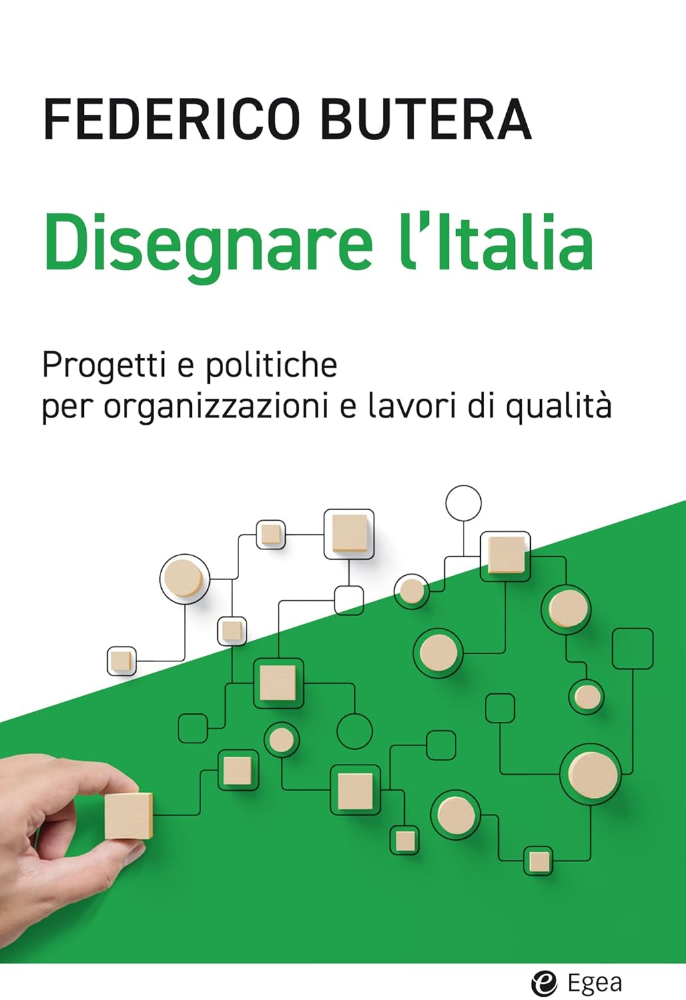 FEDERICO BUTERA
Disegnare l’Italia
Progetti e politiche
per organizzazioni e lavori di qualità
e Egea